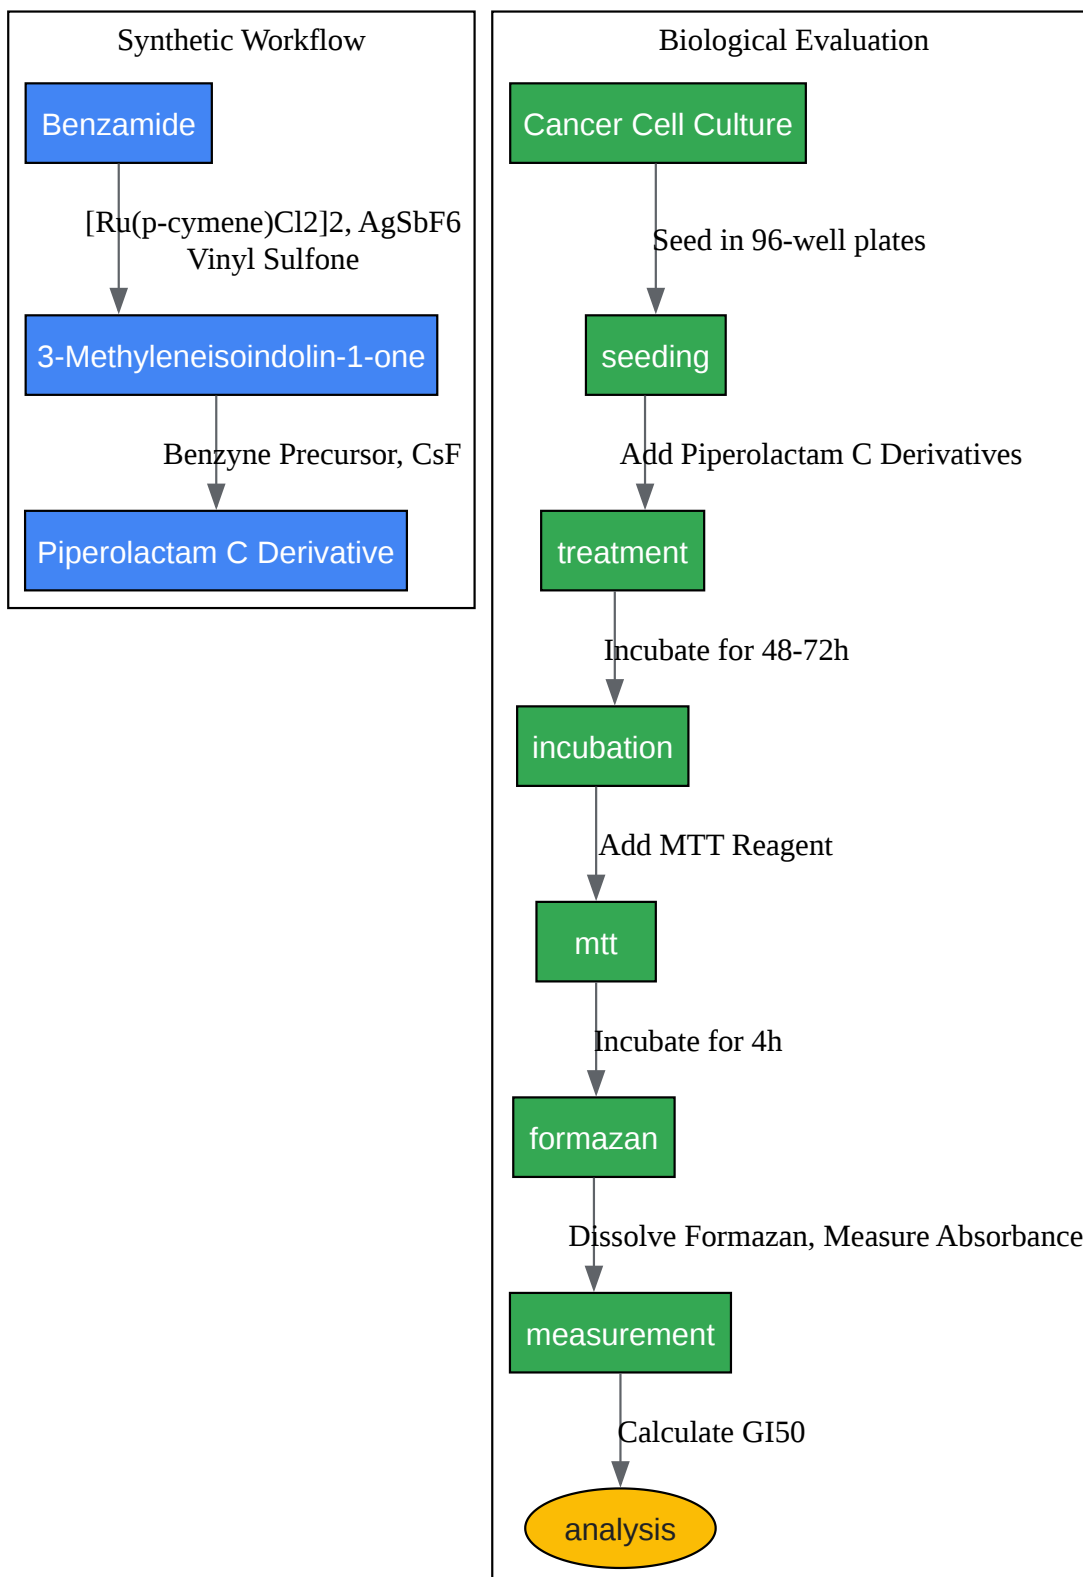 Synthetic Workflow
Benzamide
[Ru(p-cymene)Cl2]2, AgSbF6
Vinyl Sulfone
3-Methyleneisoindolin-1-one
Benzyne Precursor, CsF
Piperolactam C Derivative
Biological Evaluation
Cancer Cell Culture
Seed in 96-well plates
seeding
Add Piperolactam C Derivatives
treatment
Incubate for 48-72h
incubation
Add MTT Reagent
mtt
Incubate for 4h
formazan
Dissolve Formazan, Measure Absorbance
measurement
Calculate GI50
analysis